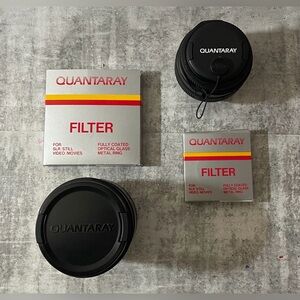 QUANTARAY
QUANTARAY
FILTER
FOR
SLR STILL
VIDEO MOVIES
FULLY COATED
OPTICAL GLASS
METAL RING
QUANTARAY
FILTER
FOR
SLR STILL
VIDEO MOVIES
FULLY COATED
OPTICAL GLASS
METAL RING
QUANTARAY